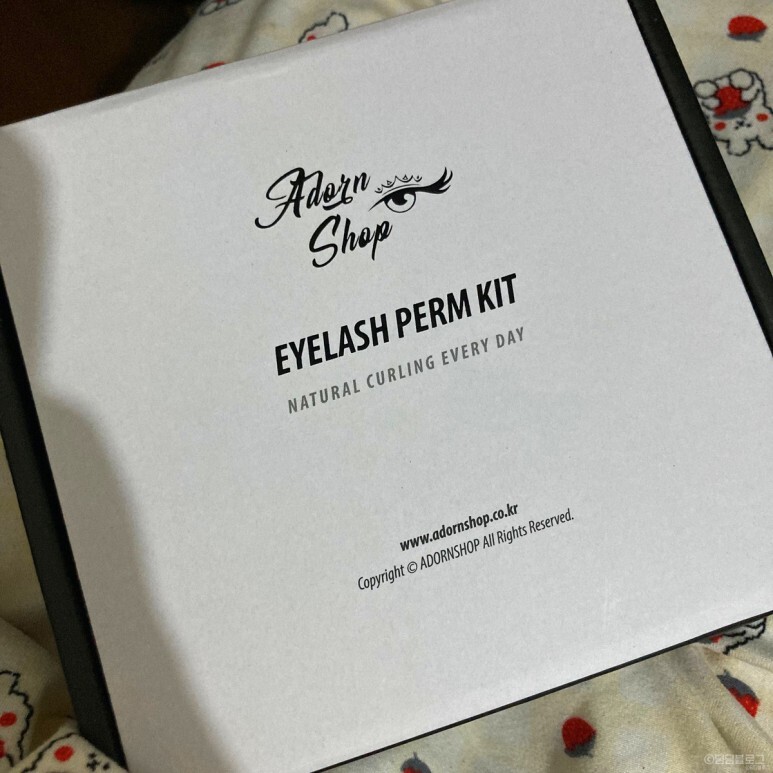 Adorn
Shop
EYELASH PERM KIT
NATURAL CURLING EVERY DAY
www.adornshop.co.kr
Copyright © ADORNSHOP All Rights Reserved.